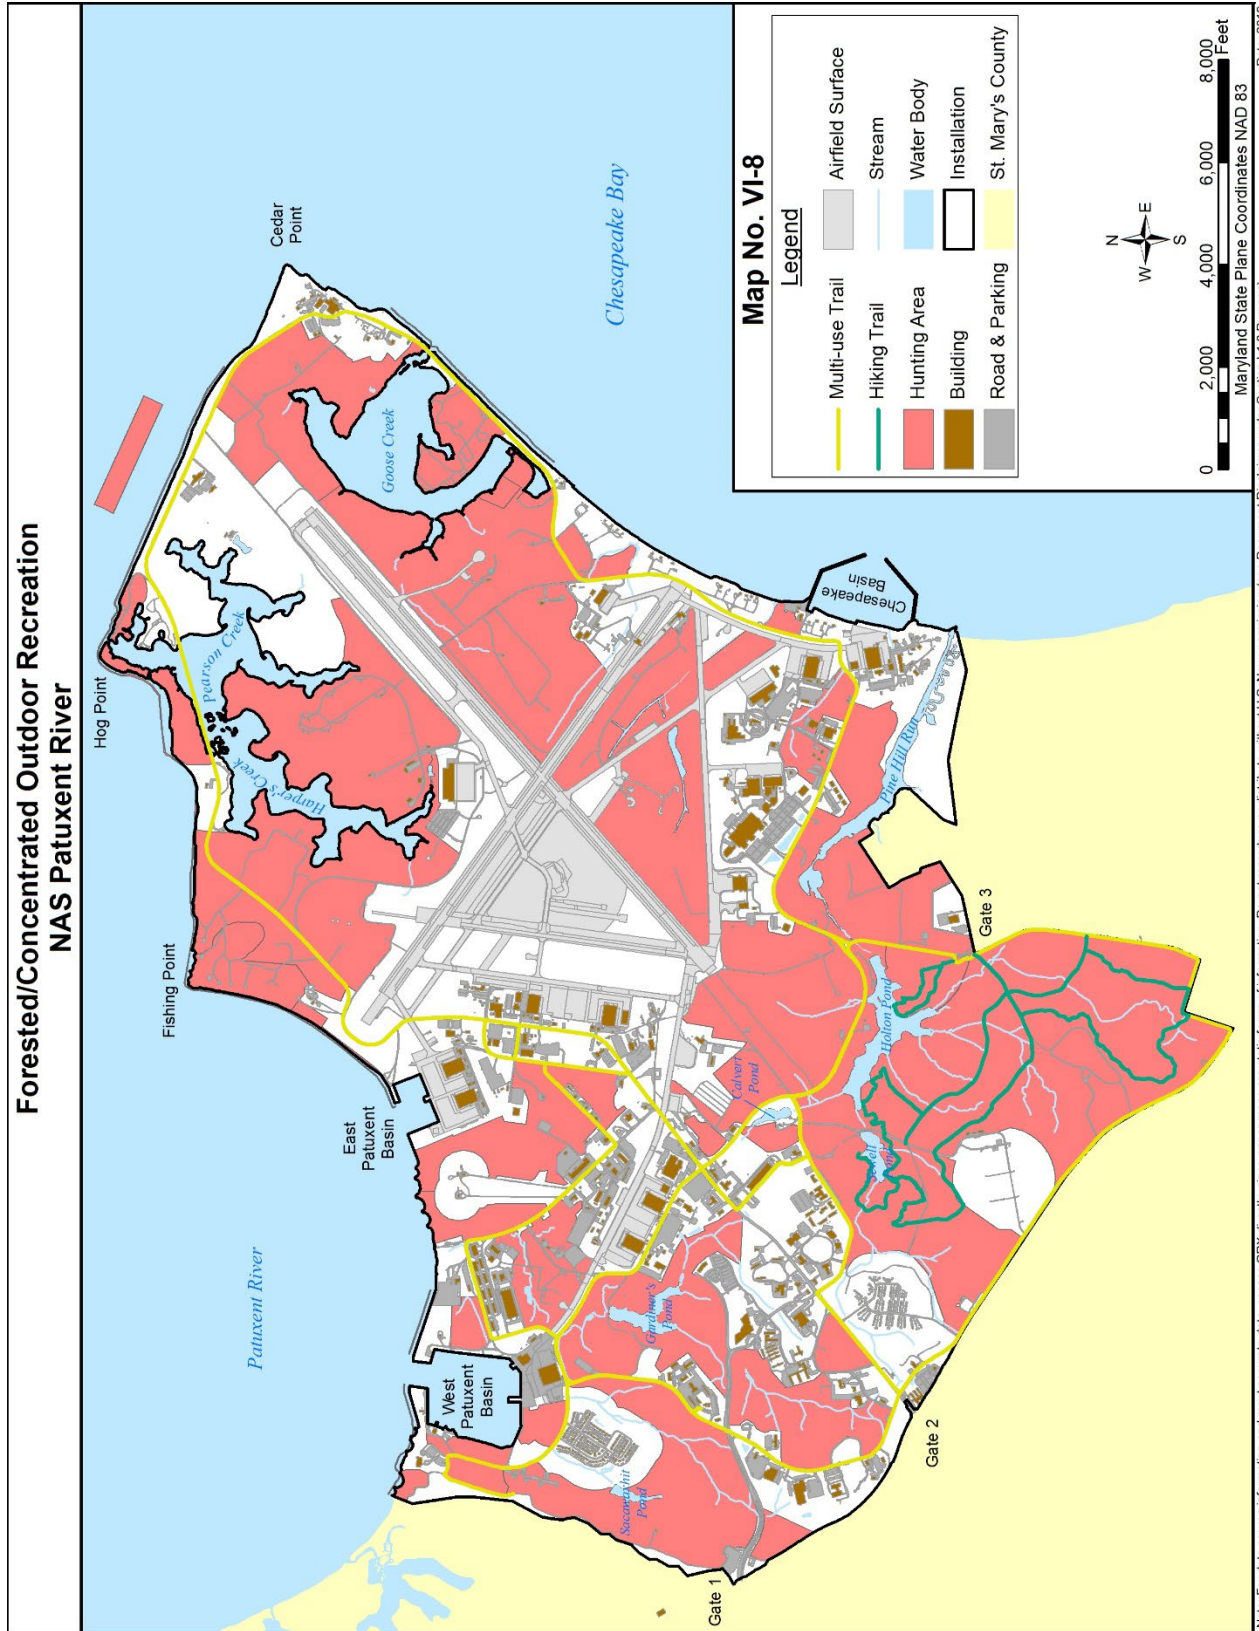 Forested/Concentrated Outdoor Recreation
NAS Patuxent River
Hog Point
Cedar
Point
Fishing Point
Pearson Creek
Harper's Creek
Goose Creek
Chesapeake Bay
East
Patuxent
Basin
Patuxent River
West
Patuxent
Basin
Chesapeake
Basin
Pine Hill Run
Gate 3
Holton Pond
Calvert
Pond
Gardiner's
Pond
Pond
Gate 2
Gate 1
Map No. VI-8
Legend
Multi-use Trail
Hiking Trail
Hunting Area
Building
Road & Parking
Airfield Surface
Stream
Water Body
Installation
St. Mary's County
N
W
E
S
0
2,000
4,000
6,000
8,000
Feet
Maryland State Plane Coordinates NAD 83